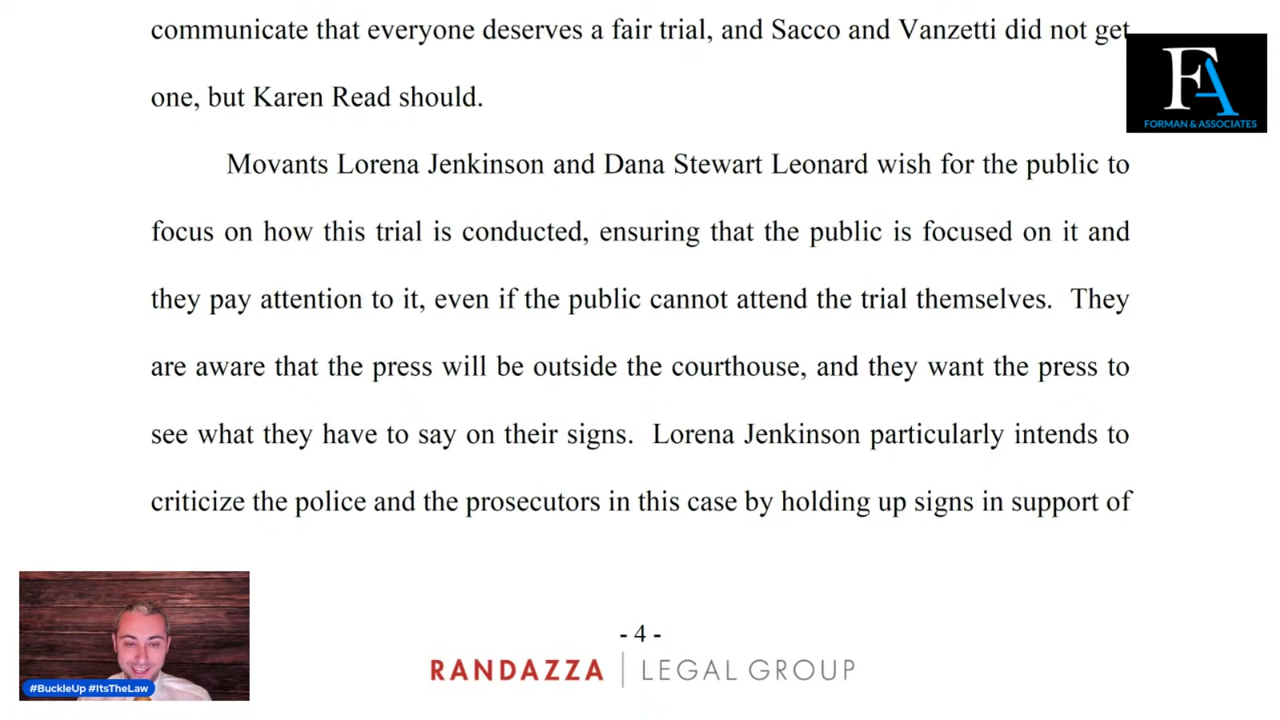 communicate that everyone deserves a fair trial, and Sacco and Vanzetti did not get
one, but Karen Read should.
FA
FORMAN & ASSOCIATES
Movants Lorena Jenkinson and Dana Stewart Leonard wish for the public to
focus on how this trial is conducted, ensuring that the public is focused on it and
they pay attention to it, even if the public cannot attend the trial themselves. They
are aware that the press will be outside the courthouse, and they want the press to
see what they have to say on their signs. Lorena Jenkinson particularly intends to
criticize the police and the prosecutors in this case by holding up signs in support of
- 4 -
RANDAZZA | LEGAL GROUP
#BuckleUp #ItsTheLaw